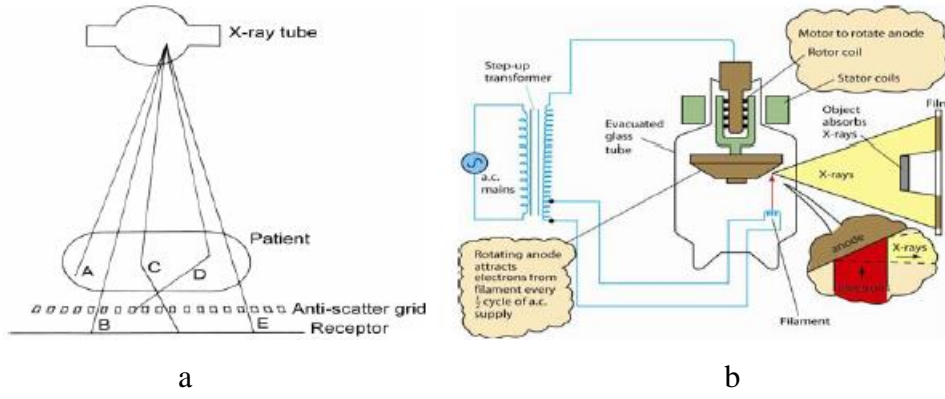 X-ray tube
Patient
A
C
D
Anti-scatter grid
B
E
Receptor
a
Motor to rotate anode
Rotor coil
Stator coils
Step-up
transformer
Evacuated
glass
tube
a.c.
mains
Object
absorbs
X-rays
Film
X-rays
anode
X-rays
Rotating anode
attracts
electrons from
filament every
½ cycle of a.c.
supply
Filament
b